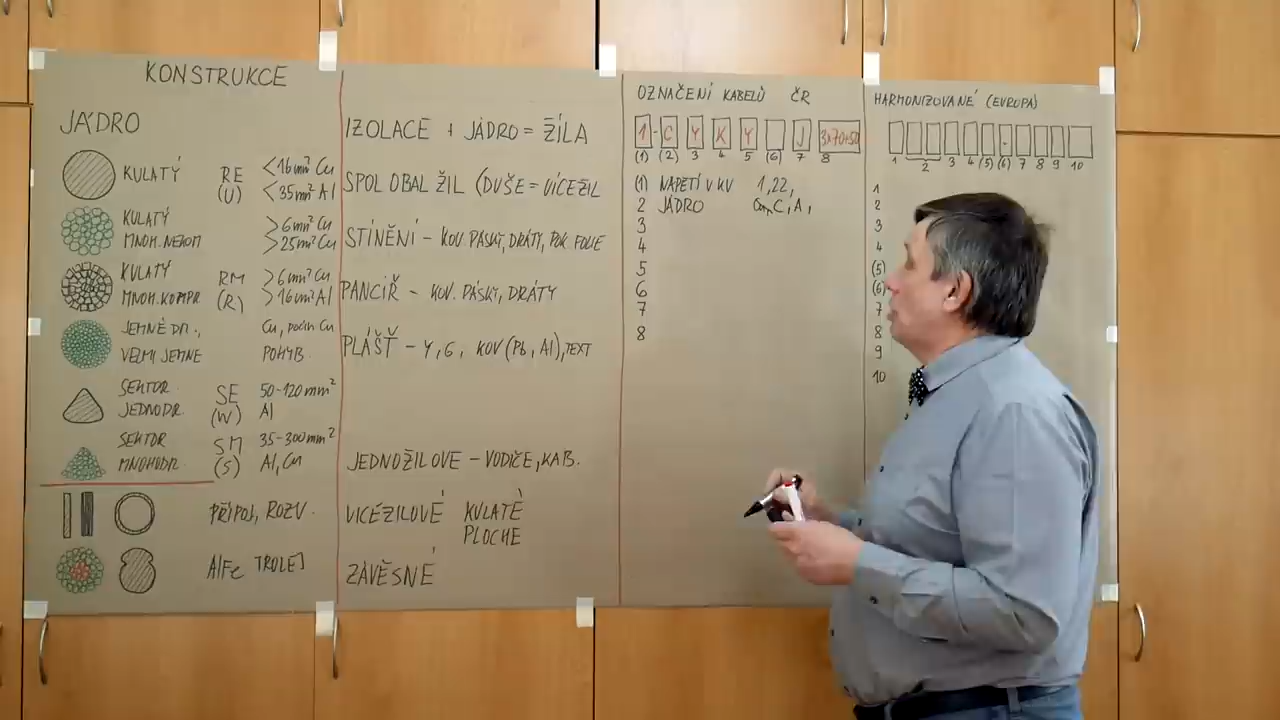 KONSTRUKCE
JÁDRO
KULATÝ RE <16mm² Cu
(U) <35mm² Al
KULATÝ >6mm² Cu
MNOH. NEKOM >25mm² Cu
KULATÝ RM >6mm² Cu
MNOH. KOMPR (R) >16mm² Al
JEMNĚ DR., Cu, pocín Cu
VELMI JEMNE POHYB.
SEKTOR SE 50-120mm²
JEDNODR. (W) Al
SEKTOR SM 35-300mm²
MNOHODR. (S) Al, Cu
PŘÍPOJ, ROZV.
AlFe TROLEJ
IZOLACE + JÁDRO = ŽÍLA
SPOL OBAL ŽIL (DUŠE = VÍCEŽIL
STÍNĚNÍ - KOV. PÁSKY, DRÁTY, POK. FOLIE
PANCÍŘ - KOV. PÁSKY, DRÁTY
PLÁŠŤ - Y, G, KOV (Pb, Al), TEXT
JEDNOŽILOVE - VODIČE, KAB.
VICEŽILOVÉ KULATÉ
PLOCHE
ZÁVĚSNÉ
OZNAČENÍ KABELŮ ČR
1 - C Y K Y J 3x70+50
(1) (2) 3 4 5 (6) 7 8
(1) NAPĚTÍ V KV 1,22,
2 JÁDRO C, A,
3
4
5
6
7
8
HARMONIZOVANÉ (EVROPA)
-
1 2 3 4 (5) (6) 7 8 9 10
1
2
3
4
(5)
(6)
7
8
9
10